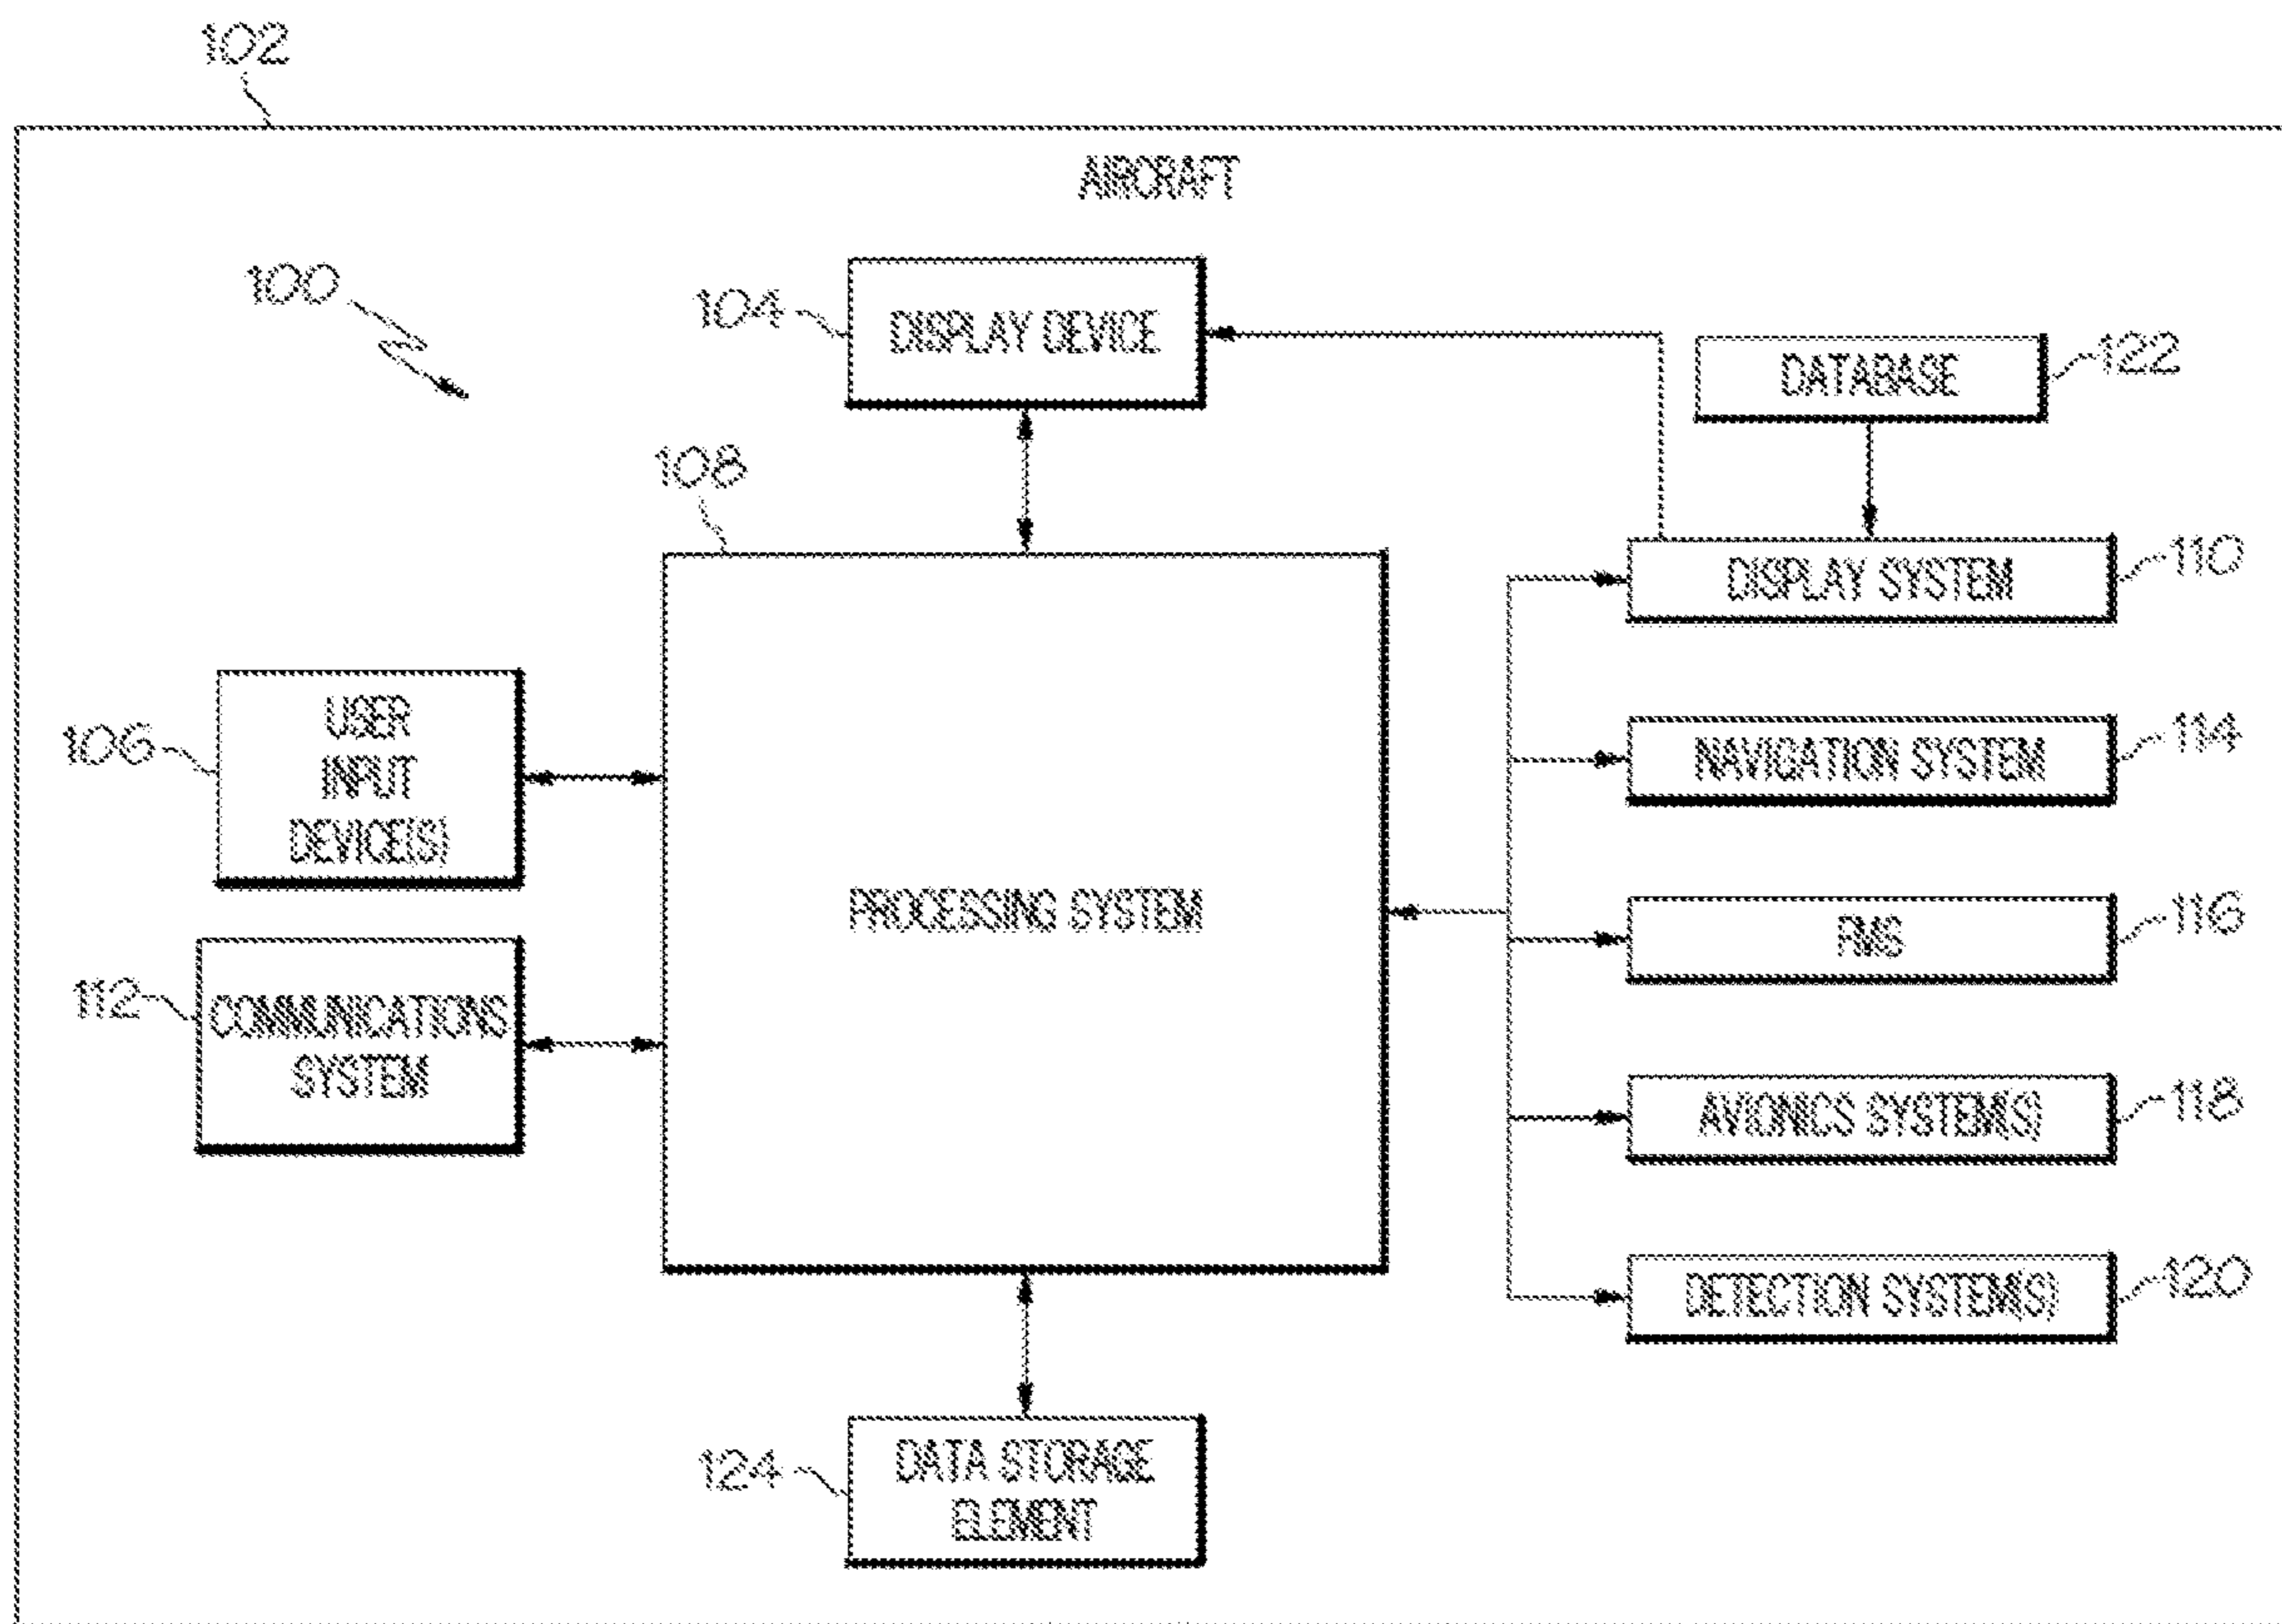 102
AIRCRAFT
100
104
DISPLAY DEVICE
DATABASE
122
108
DISPLAY SYSTEM
110
106
USER
INPUT
DEVICE(S)
NAVIGATION SYSTEM
114
PROCESSING SYSTEM
FMS
116
112
COMMUNICATIONS
SYSTEM
AVIONICS SYSTEM(S)
118
DETECTION SYSTEM(S)
120
124
DATA STORAGE
ELEMENT